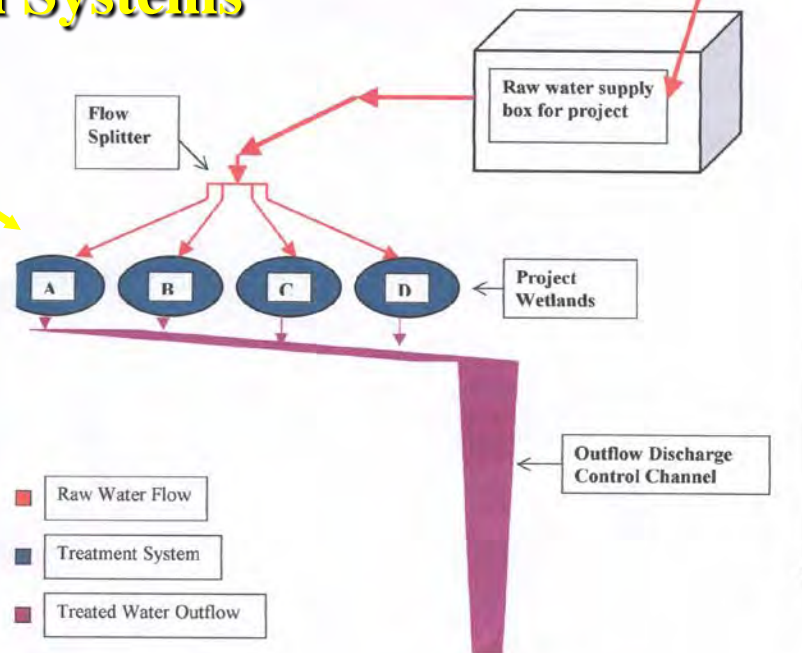 Systems
Raw water supply
box for project
Flow
Splitter
A
B
C
D
Project
Wetlands
Outflow Discharge
Control Channel
Raw Water Flow
Treatment System
Treated Water Outflow